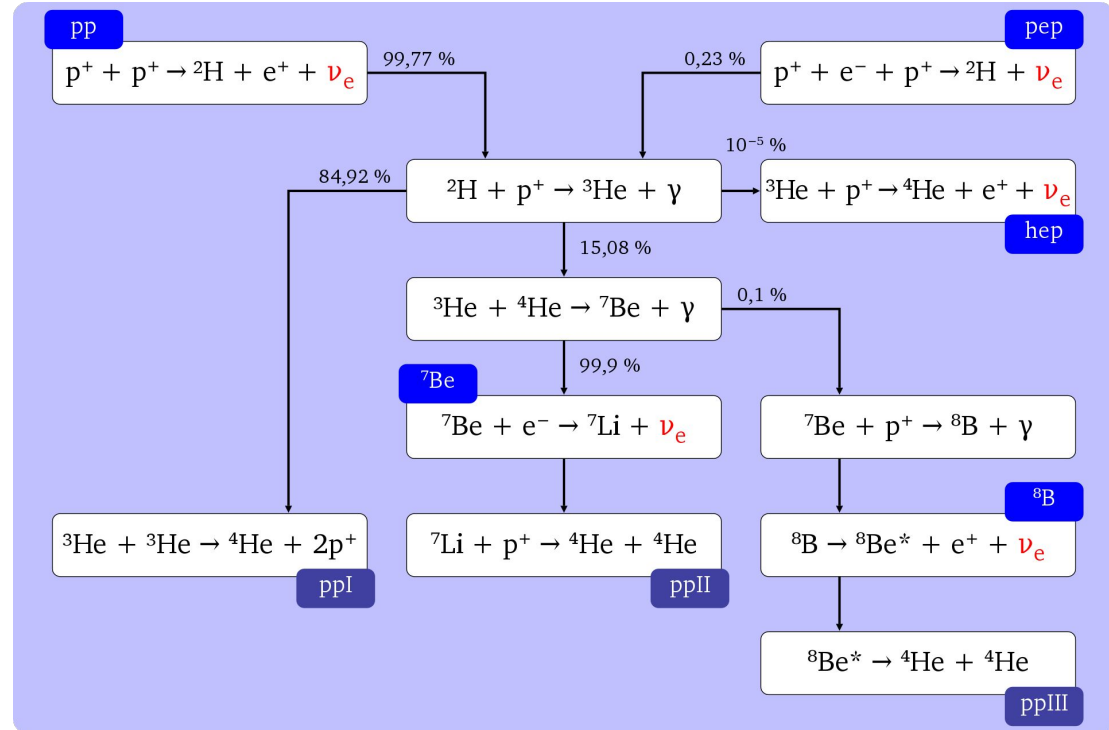 pp
pep
p⁺ + p⁺ → ²H + e⁺ + νₑ
99,77 %
0,23 %
p⁺ + e⁻ + p⁺ → ²H + νₑ
10⁻⁵ %
84,92 %
²H + p⁺ → ³He + γ
³He + p⁺ → ⁴He + e⁺ + νₑ
hep
15,08 %
³He + ⁴He → ⁷Be + γ
0,1 %
99,9 %
⁷Be
⁷Be + e⁻ → ⁷Li + νₑ
⁷Be + p⁺ → ⁸B + γ
⁸B
³He + ³He → ⁴He + 2p⁺
⁷Li + p⁺ → ⁴He + ⁴He
⁸B → ⁸Be* + e⁺ + νₑ
ppI
ppII
⁸Be* → ⁴He + ⁴He
ppIII